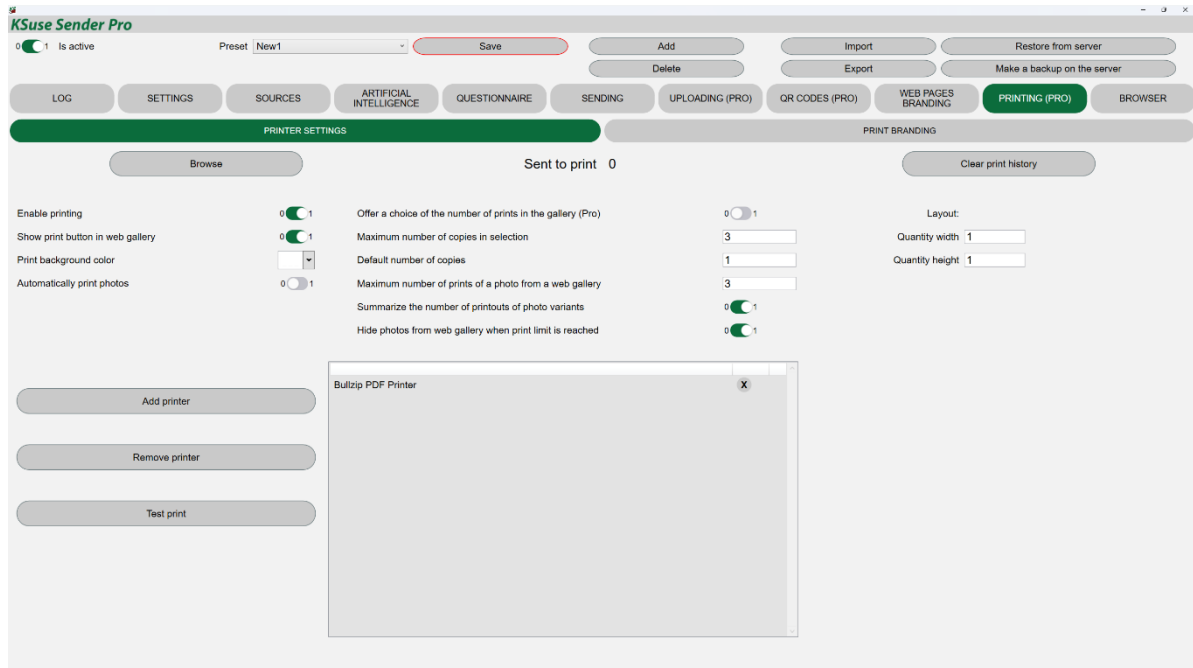 KSuse Sender Pro
0 1 Is active Preset New1 Save Add Import Restore from server
Delete Export Make a backup on the server
LOG SETTINGS SOURCES ARTIFICIAL INTELLIGENCE QUESTIONNAIRE SENDING UPLOADING (PRO) QR CODES (PRO) WEB PAGES BRANDING PRINTING (PRO) BROWSER
PRINTER SETTINGS PRINT BRANDING
Browse Sent to print 0 Clear print history
Enable printing 0 1 Offer a choice of the number of prints in the gallery (Pro) 0 1 Layout:
Show print button in web gallery 0 1 Maximum number of copies in selection 3 Quantity width 1
Print background color Default number of copies 1 Quantity height 1
Automatically print photos 0 1 Maximum number of prints of a photo from a web gallery 3
Summarize the number of printouts of photo variants 0 1
Hide photos from web gallery when print limit is reached 0 1
Bullzip PDF Printer X
Add printer
Remove printer
Test print